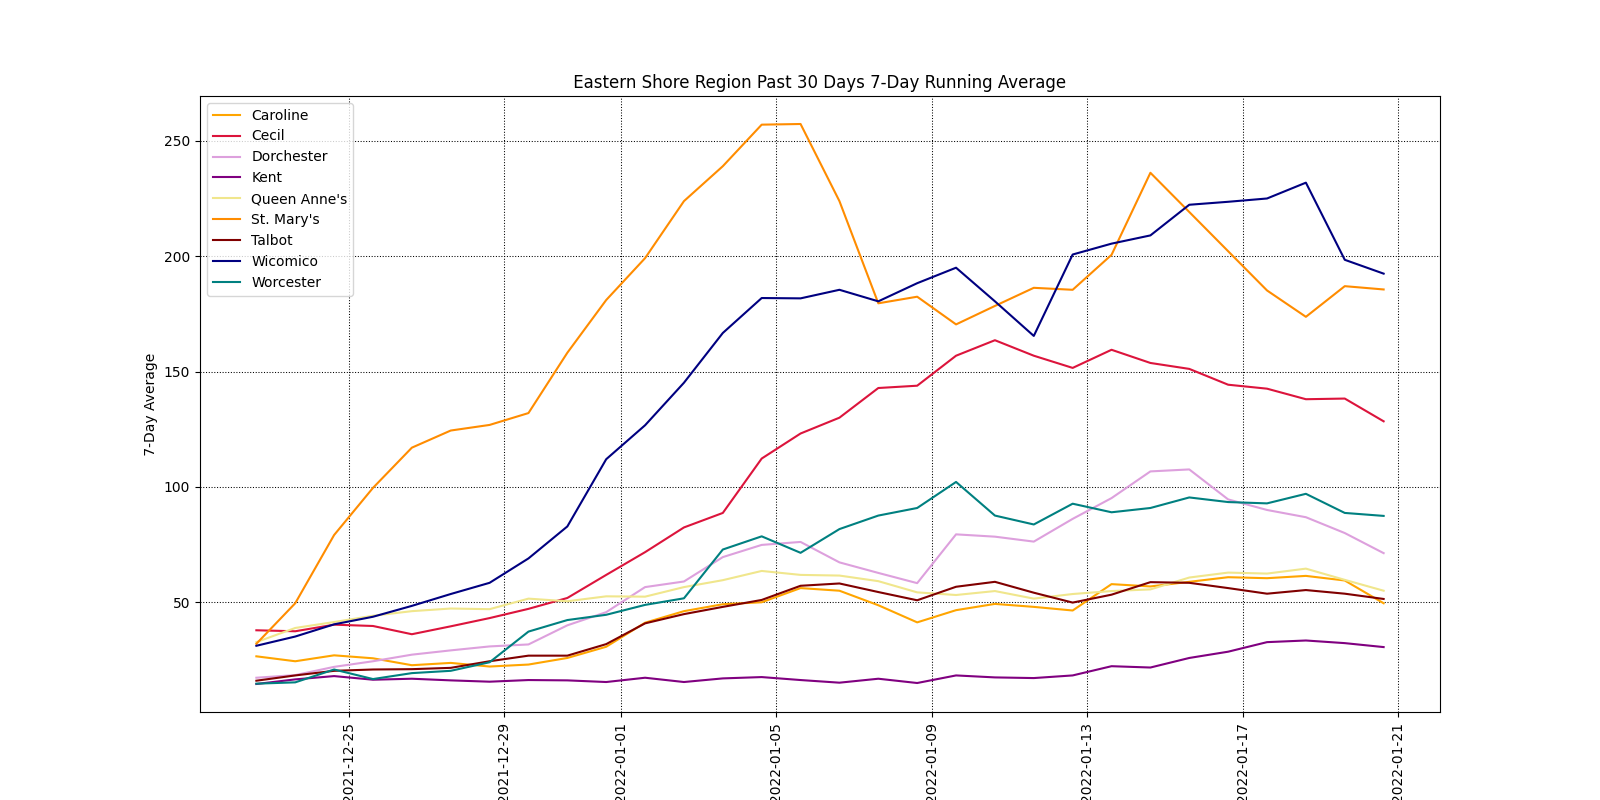 Eastern Shore Region Past 30 Days 7-Day Running Average
Caroline
Cecil
Dorchester
Kent
Queen Anne's
St. Mary's
Talbot
Wicomico
Worcester
250
200
150
100
50
7-Day Average
2021-12-25
2021-12-29
2022-01-01
2022-01-05
2022-01-09
2022-01-13
2022-01-17
2022-01-21